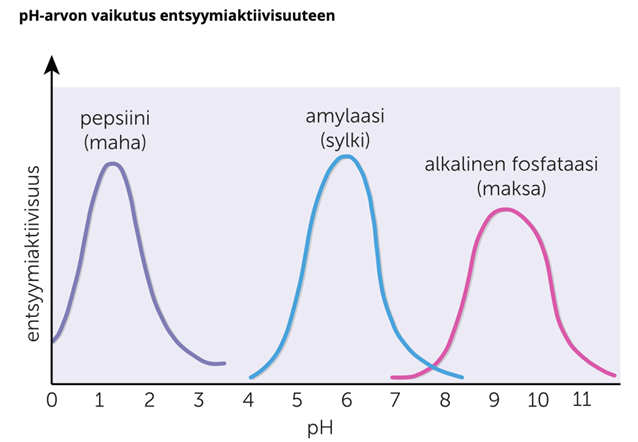 pH-arvon vaikutus entsyymiaktiivisuuteen
pepsiini
(maha)
amylaasi
(sylki)
alkalinen fosfataasi
(maksa)
entsyymiaktiivisuus
0 1 2 3 4 5 6 7 8 9 10 11
pH